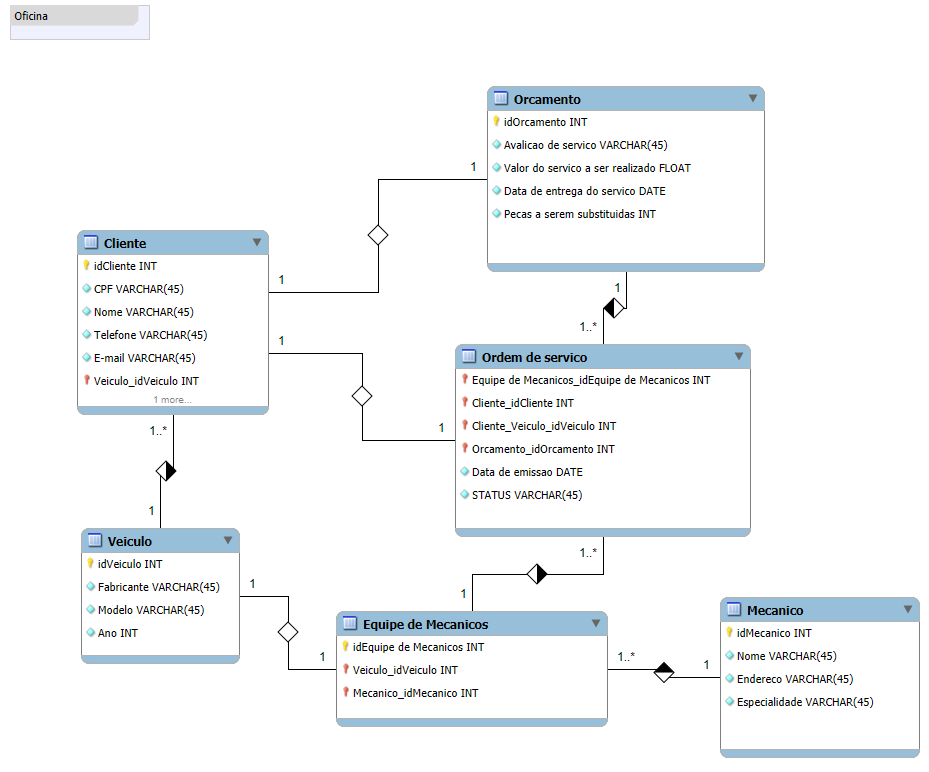 Oficina
Orcamento
idOrcamento INT
Avalicao de servico VARCHAR(45)
Valor do servico a ser realizado FLOAT
Data de entrega do servico DATE
Pecas a serem substituidas INT
1
Cliente
idCliente INT
CPF VARCHAR(45)
Nome VARCHAR(45)
Telefone VARCHAR(45)
E-mail VARCHAR(45)
Veiculo_idVeiculo INT
1 more...
1
1
1
1..*
1
1..*
Ordem de servico
Equipe de Mecanicos_idEquipe de Mecanicos INT
Cliente_idCliente INT
Cliente_Veiculo_idVeiculo INT
Orcamento_idOrcamento INT
Data de emissao DATE
STATUS VARCHAR(45)
1
Veiculo
idVeiculo INT
Fabricante VARCHAR(45)
Modelo VARCHAR(45)
Ano INT
1
1..*
1
1
Equipe de Mecanicos
idEquipe de Mecanicos INT
Veiculo_idVeiculo INT
Mecanico_idMecanico INT
1..*
1
Mecanico
idMecanico INT
Nome VARCHAR(45)
Endereco VARCHAR(45)
Especialidade VARCHAR(45)